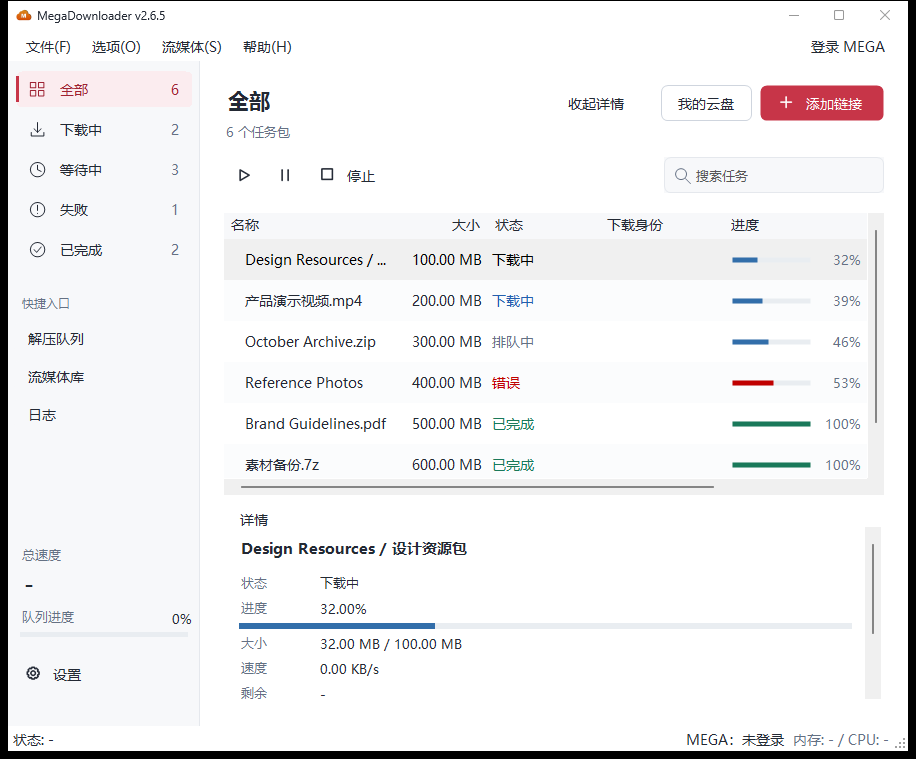 MegaDownloader v2.6.5
文件(F) 选项(O) 流媒体(S) 帮助(H) 登录 MEGA
全部 6
下载中 2
等待中 3
失败 1
已完成 2
快捷入口
解压队列
流媒体库
日志
总速度
-
队列进度 0%
设置
全部
6 个任务包
收起详情 我的云盘 添加链接
停止 搜索任务
名称 大小 状态 下载身份 进度
Design Resources / ... 100.00 MB 下载中 32%
产品演示视频.mp4 200.00 MB 下载中 39%
October Archive.zip 300.00 MB 排队中 46%
Reference Photos 400.00 MB 错误 53%
Brand Guidelines.pdf 500.00 MB 已完成 100%
素材备份.7z 600.00 MB 已完成 100%
详情
Design Resources / 设计资源包
状态 下载中
进度 32.00%
大小 32.00 MB / 100.00 MB
速度 0.00 KB/s
剩余 -
状态: - MEGA: 未登录 内存: - / CPU: -